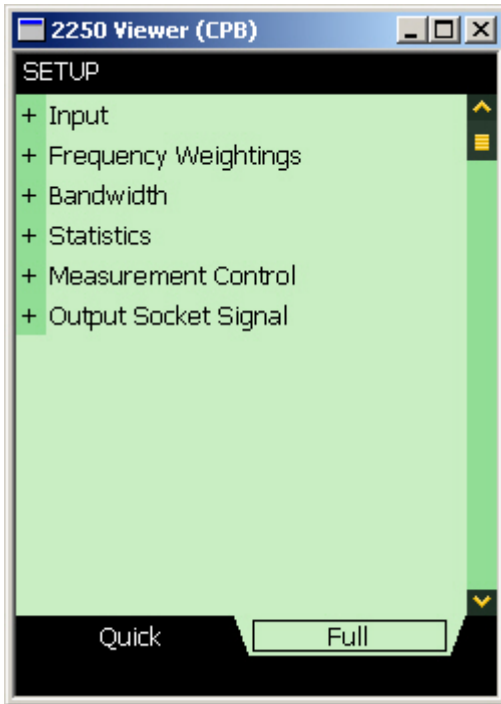 2250 Viewer (CPB)
SETUP
+ Input
+ Frequency Weightings
+ Bandwidth
+ Statistics
+ Measurement Control
+ Output Socket Signal
Quick Full